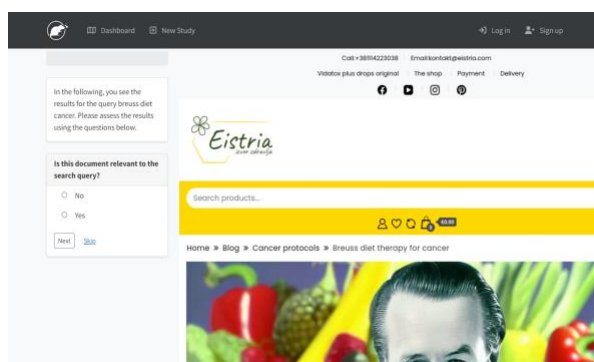 Dashboard
New Study
Log in
Sign up
In the following, you see the
results for the query breuss diet
cancer. Please assess the results
using the questions below.
Is this document relevant to the
search query?
No
Yes
Next
Skip
Call:+381114223038 Email:kontakt@eistria.com
Vidatox plus drops original The shop Payment Delivery
Eistria
Search products...
Home » Blog » Cancer protocols » Breuss diet therapy for cancer